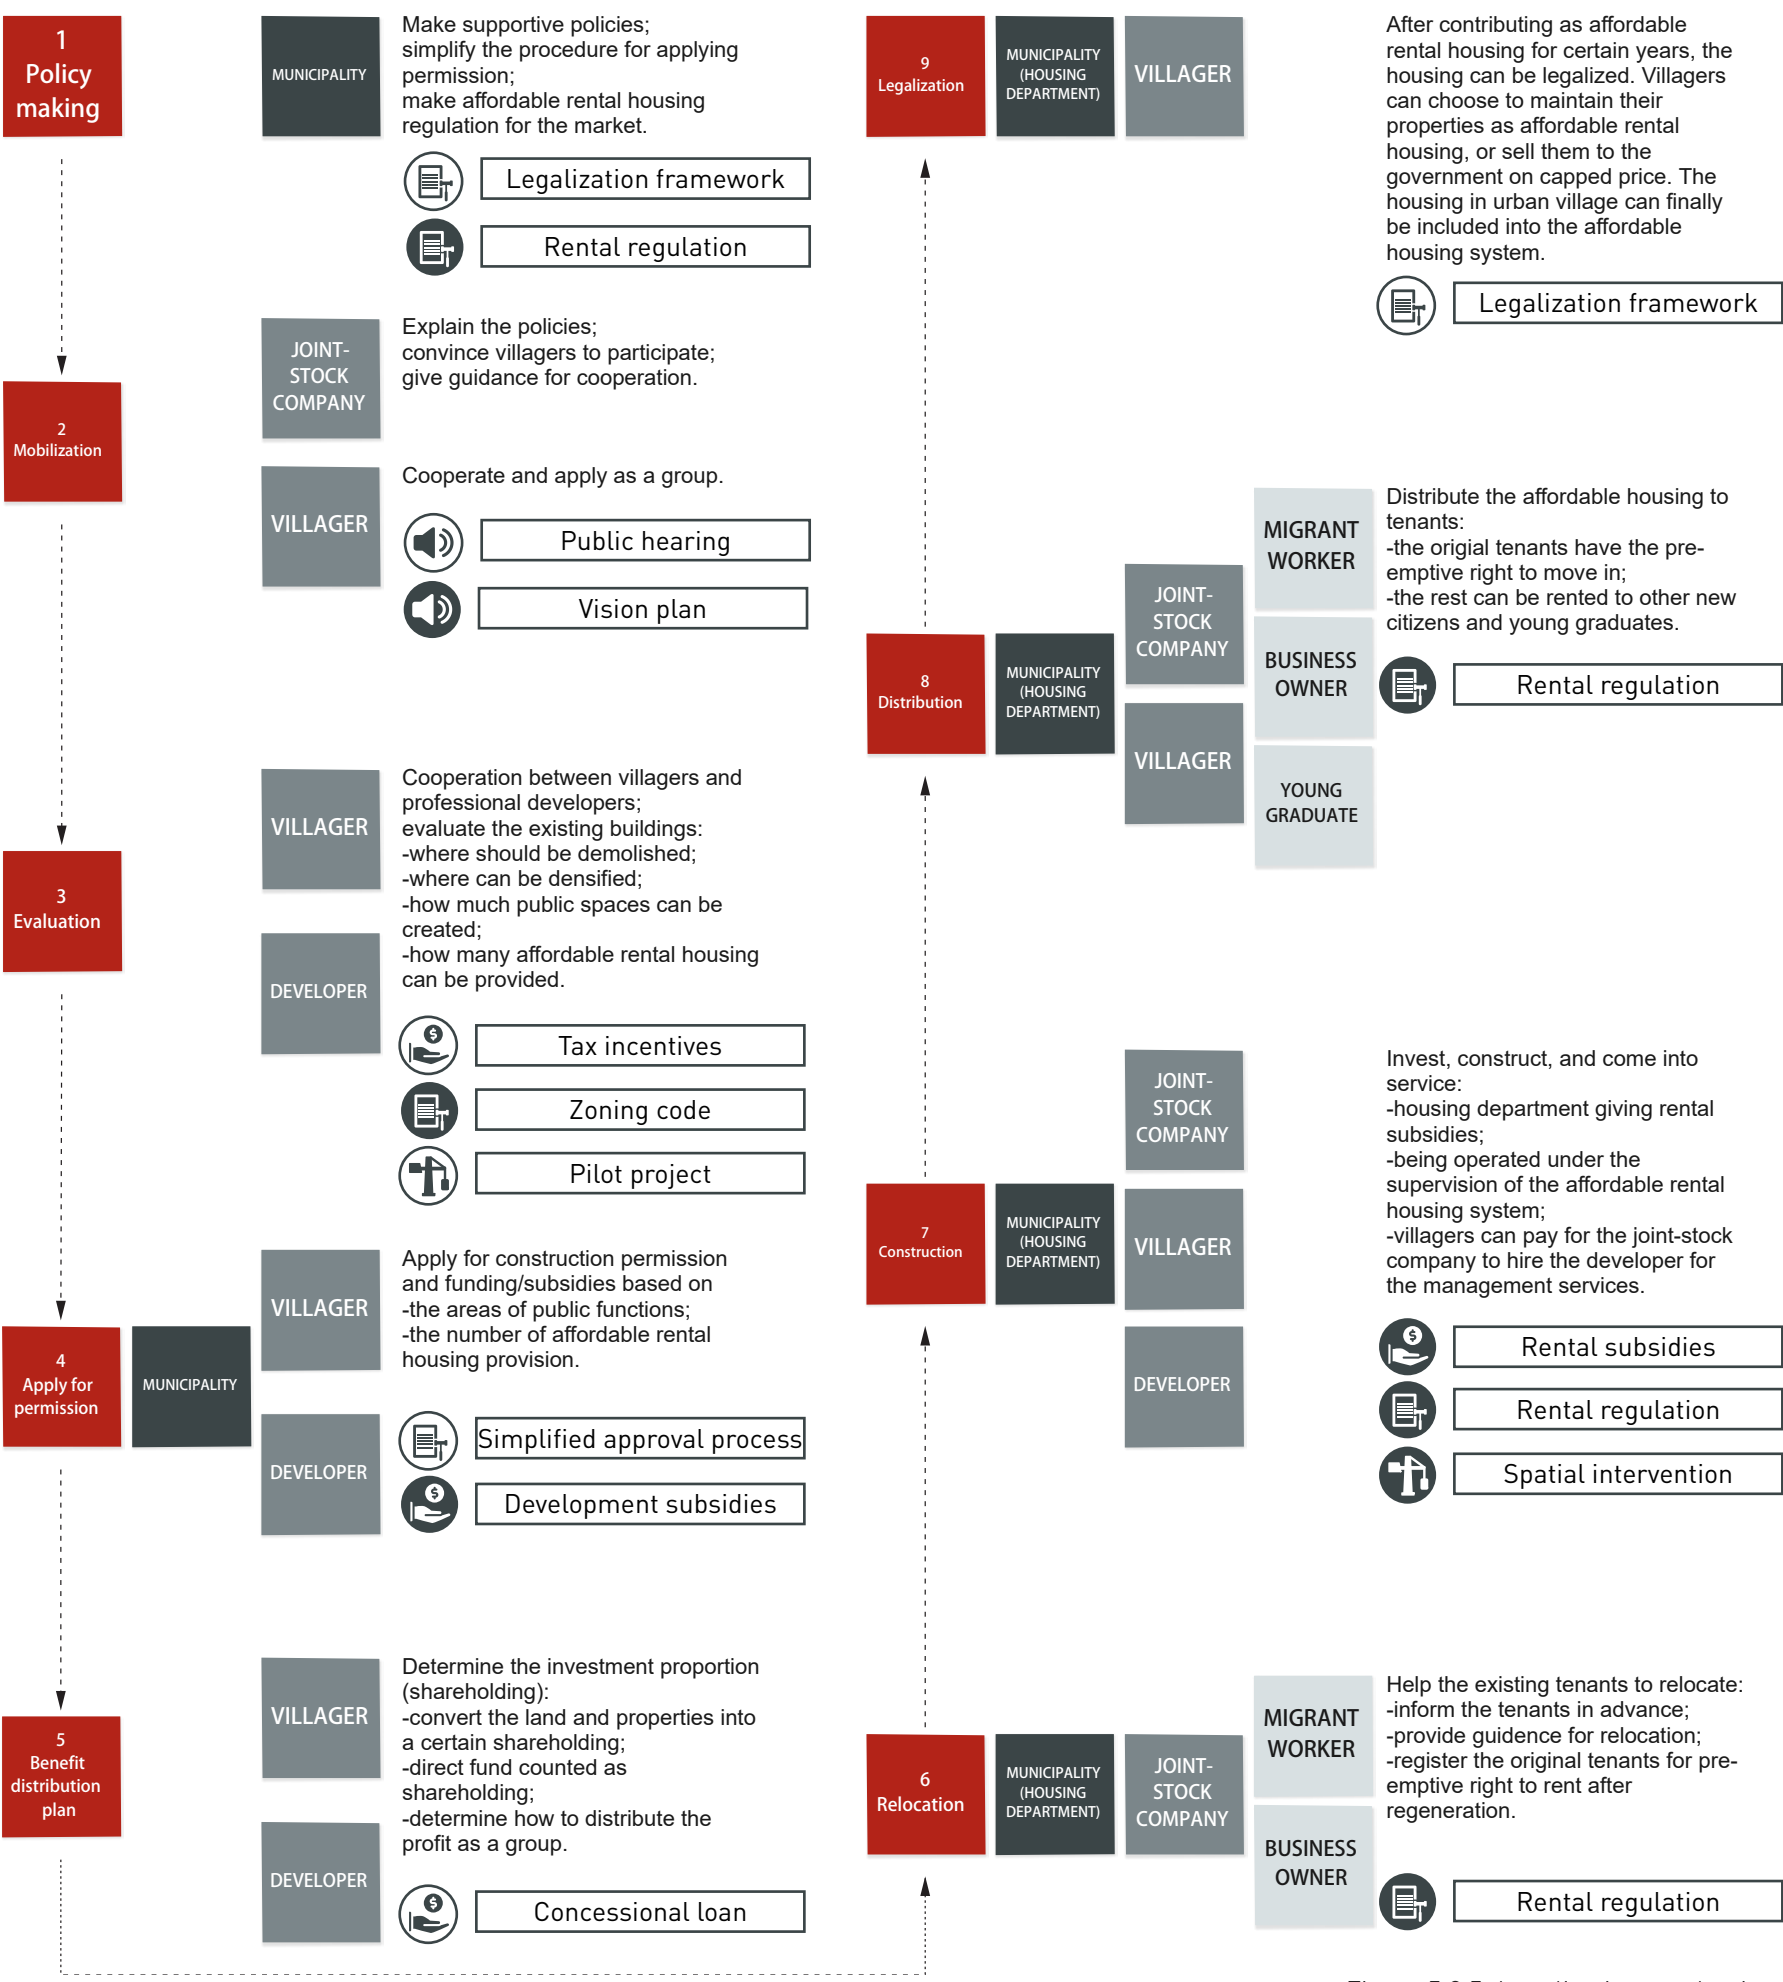 1
Policy
making
MUNICIPALITY
Make supportive policies;
simplify the procedure for applying
permission;
make affordable rental housing
regulation for the market.
Legalization framework
Rental regulation
2
Mobilization
JOINT-
STOCK
COMPANY
Explain the policies;
convince villagers to participate;
give guidance for cooperation.
VILLAGER
Cooperate and apply as a group.
Public hearing
Vision plan
3
Evaluation
VILLAGER
DEVELOPER
Cooperation between villagers and
professional developers;
evaluate the existing buildings:
-where should be demolished;
-where can be densified;
-how much public spaces can be
created;
-how many affordable rental housing
can be provided.
Tax incentives
Zoning code
Pilot project
4
Apply for
permission
MUNICIPALITY
VILLAGER
DEVELOPER
Apply for construction permission
and funding/subsidies based on
-the areas of public functions;
-the number of affordable rental
housing provision.
Simplified approval process
Development subsidies
5
Benefit
distribution
plan
VILLAGER
DEVELOPER
Determine the investment proportion
(shareholding):
-convert the land and properties into
a certain shareholding;
-direct fund counted as
shareholding;
-determine how to distribute the
profit as a group.
Concessional loan
9
Legalization
MUNICIPALITY
(HOUSING
DEPARTMENT)
VILLAGER
After contributing as affordable
rental housing for certain years, the
housing can be legalized. Villagers
can choose to maintain their
properties as affordable rental
housing, or sell them to the
government on capped price. The
housing in urban village can finally
be included into the affordable
housing system.
Legalization framework
8
Distribution
MUNICIPALITY
(HOUSING
DEPARTMENT)
JOINT-
STOCK
COMPANY
VILLAGER
MIGRANT
WORKER
BUSINESS
OWNER
YOUNG
GRADUATE
Distribute the affordable housing to
tenants:
-the origial tenants have the pre-
emptive right to move in;
-the rest can be rented to other new
citizens and young graduates.
Rental regulation
7
Construction
MUNICIPALITY
(HOUSING
DEPARTMENT)
JOINT-
STOCK
COMPANY
VILLAGER
DEVELOPER
Invest, construct, and come into
service:
-housing department giving rental
subsidies;
-being operated under the
supervision of the affordable rental
housing system;
-villagers can pay for the joint-stock
company to hire the developer for
the management services.
Rental subsidies
Rental regulation
Spatial intervention
6
Relocation
MUNICIPALITY
(HOUSING
DEPARTMENT)
JOINT-
STOCK
COMPANY
MIGRANT
WORKER
BUSINESS
OWNER
Help the existing tenants to relocate:
-inform the tenants in advance;
-provide guidence for relocation;
-register the original tenants for pre-
emptive right to rent after
regeneration.
Rental regulation